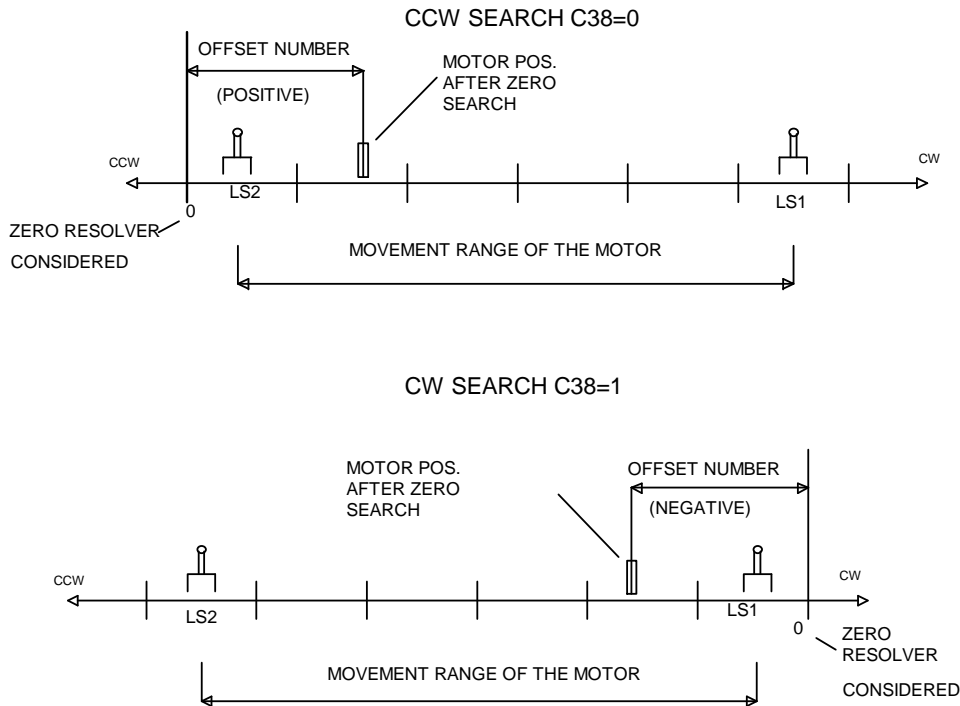 CCW SEARCH C38=0
OFFSET NUMBER
(POSITIVE)
MOTOR POS.
AFTER ZERO
SEARCH
CCW
CW
LS2
LS1
0
ZERO RESOLVER
CONSIDERED
MOVEMENT RANGE OF THE MOTOR
CW SEARCH C38=1
MOTOR POS.
AFTER ZERO
SEARCH
OFFSET NUMBER
(NEGATIVE)
CCW
CW
LS2
LS1
0
ZERO
RESOLVER
CONSIDERED
MOVEMENT RANGE OF THE MOTOR